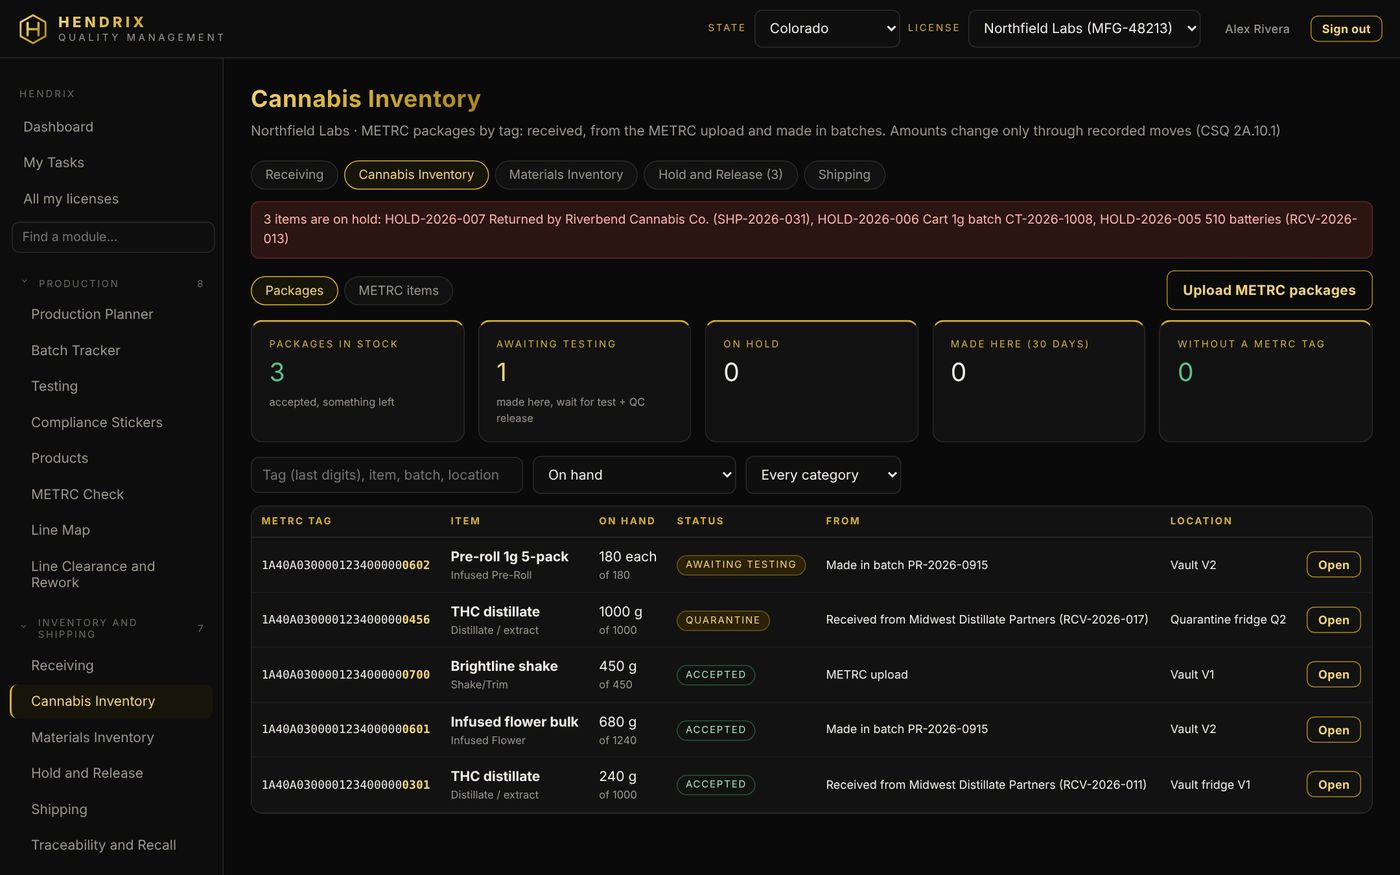 HENDRIX
QUALITY MANAGEMENT
STATE
Colorado
LICENSE
Northfield Labs (MFG-48213)
Alex Rivera
Sign out
HENDRIX
Dashboard
My Tasks
All my licenses
Find a module...
PRODUCTION 8
Production Planner
Batch Tracker
Testing
Compliance Stickers
Products
METRC Check
Line Map
Line Clearance and
Rework
INVENTORY AND
SHIPPING 7
Receiving
Cannabis Inventory
Materials Inventory
Hold and Release
Shipping
Traceability and Recall
Cannabis Inventory
Northfield Labs · METRC packages by tag: received, from the METRC upload and made in batches. Amounts change only through recorded moves (CSQ 2A.10.1)
Receiving
Cannabis Inventory
Materials Inventory
Hold and Release (3)
Shipping
3 items are on hold: HOLD-2026-007 Returned by Riverbend Cannabis Co. (SHP-2026-031), HOLD-2026-006 Cart 1g batch CT-2026-1008, HOLD-2026-005 510 batteries (RCV-2026-
013)
Packages
METRC items
Upload METRC packages
PACKAGES IN STOCK
3
accepted, something left
AWAITING TESTING
1
made here, wait for test + QC
release
ON HOLD
0
MADE HERE (30 DAYS)
0
WITHOUT A METRC TAG
0
Tag (last digits), item, batch, location
On hand
Every category
METRC TAG ITEM ON HAND STATUS FROM LOCATION
1A40A0300000123400000602 Pre-roll 1g 5-pack 180 each AWAITING TESTING Made in batch PR-2026-0915 Vault V2 Open
Infused Pre-Roll of 180
1A40A0300000123400000456 THC distillate 1000 g QUARANTINE Received from Midwest Distillate Partners (RCV-2026-017) Quarantine fridge Q2 Open
Distillate / extract of 1000
1A40A0300000123400000700 Brightline shake 450 g ACCEPTED METRC upload Vault V1 Open
Shake/Trim of 450
1A40A0300000123400000601 Infused flower bulk 680 g ACCEPTED Made in batch PR-2026-0915 Vault V2 Open
Infused Flower of 1240
1A40A0300000123400000301 THC distillate 240 g ACCEPTED Received from Midwest Distillate Partners (RCV-2026-011) Vault fridge V1 Open
Distillate / extract of 1000